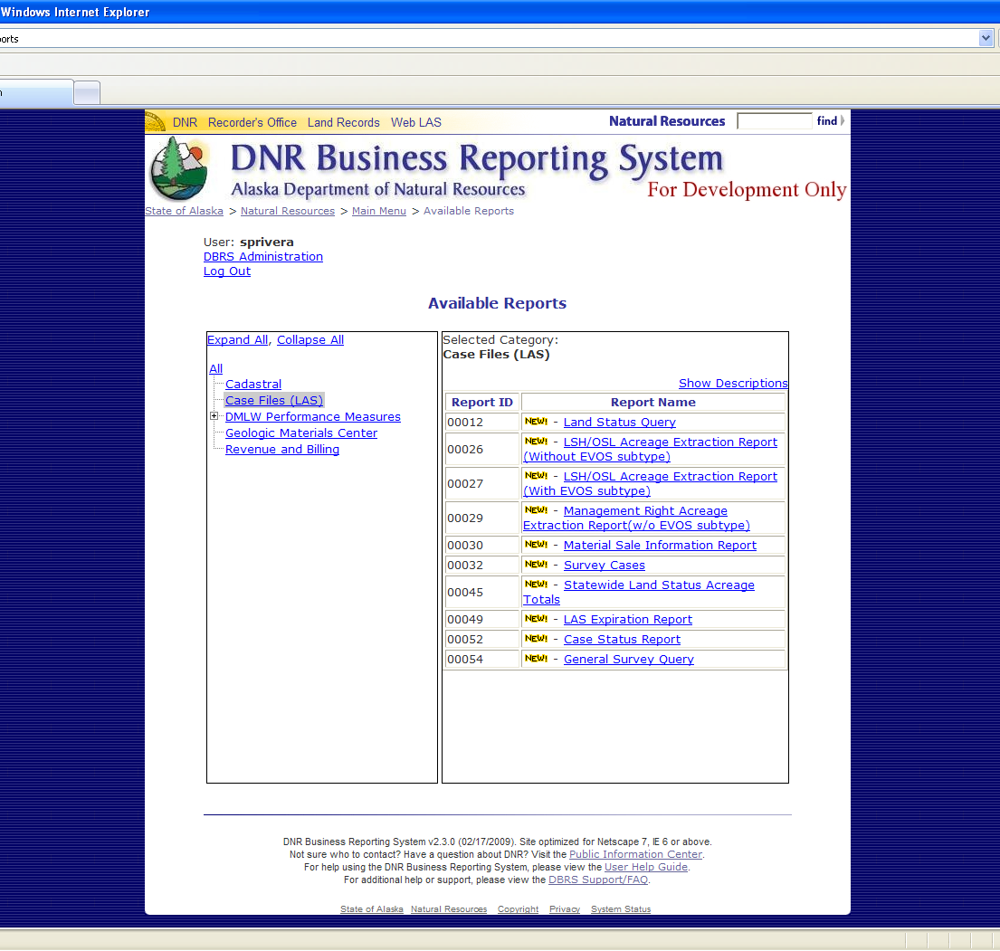 Windows Internet Explorer
orts
DNR Recorder's Office Land Records Web LAS Natural Resources find
DNR Business Reporting System
Alaska Department of Natural Resources For Development Only
State of Alaska > Natural Resources > Main Menu > Available Reports
User: sprivera
DBRS Administration
Log Out
Available Reports
Expand All, Collapse All
All
Cadastral
Case Files (LAS)
DMLW Performance Measures
Geologic Materials Center
Revenue and Billing
Selected Category:
Case Files (LAS)
Show Descriptions
Report ID Report Name
00012 NEW! - Land Status Query
00026 NEW! - LSH/OSL Acreage Extraction Report
(Without EVOS subtype)
00027 NEW! - LSH/OSL Acreage Extraction Report
(With EVOS subtype)
00029 NEW! - Management Right Acreage
Extraction Report(w/o EVOS subtype)
00030 NEW! - Material Sale Information Report
00032 NEW! - Survey Cases
00045 NEW! - Statewide Land Status Acreage
Totals
00049 NEW! - LAS Expiration Report
00052 NEW! - Case Status Report
00054 NEW! - General Survey Query
DNR Business Reporting System v2.3.0 (02/17/2009). Site optimized for Netscape 7, IE 6 or above.
Not sure who to contact? Have a question about DNR? Visit the Public Information Center.
For help using the DNR Business Reporting System, please view the User Help Guide.
For additional help or support, please view the DBRS Support/FAQ.
State of Alaska Natural Resources Copyright Privacy System Status